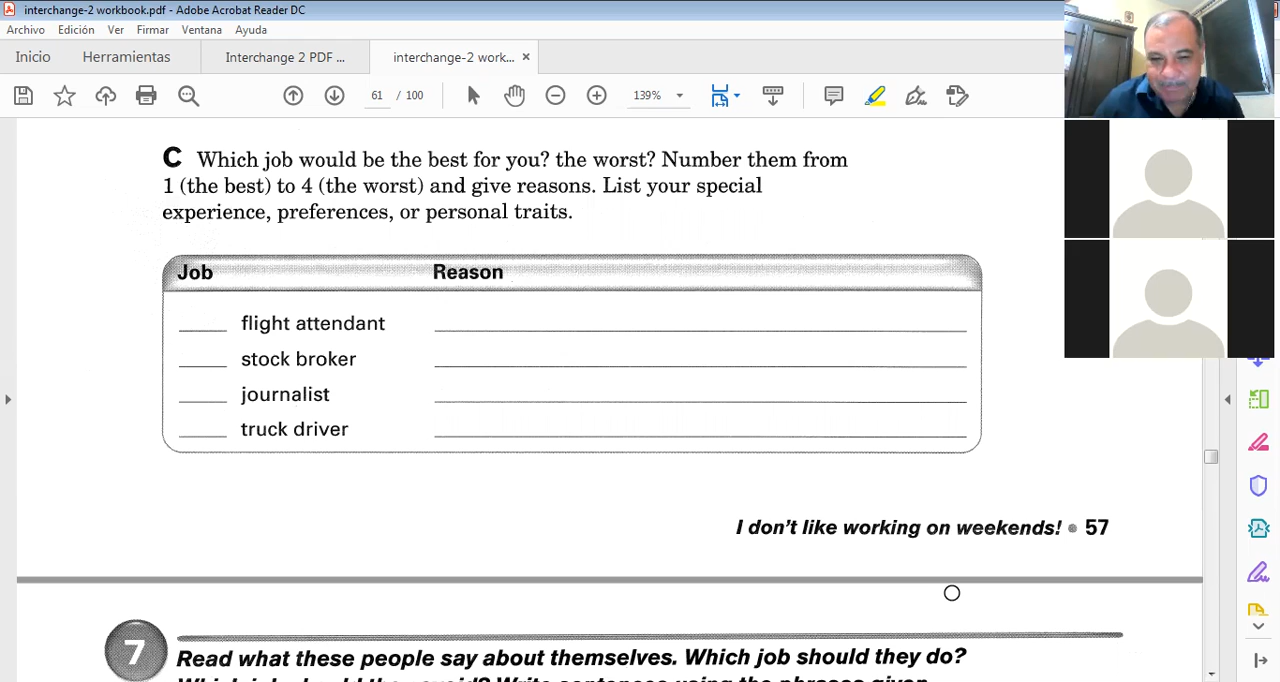 interchange-2 workbook.pdf - Adobe Acrobat Reader DC
Archivo Edición Ver Firmar Ventana Ayuda
Inicio Herramientas Interchange 2 PDF ... interchange-2 work... ×
61 / 100 139%
C Which job would be the best for you? the worst? Number them from
1 (the best) to 4 (the worst) and give reasons. List your special
experience, preferences, or personal traits.
Job Reason
flight attendant
stock broker
journalist
truck driver
I don't like working on weekends! • 57
7 Read what these people say about themselves. Which job should they do?